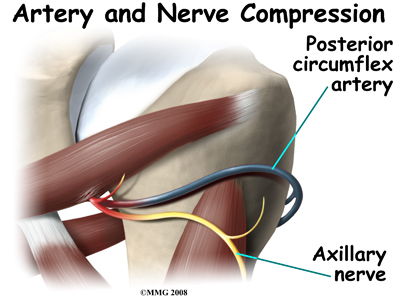 Artery and Nerve Compression
Posterior
circumflex
artery
Axillary
nerve
©MMG 2008